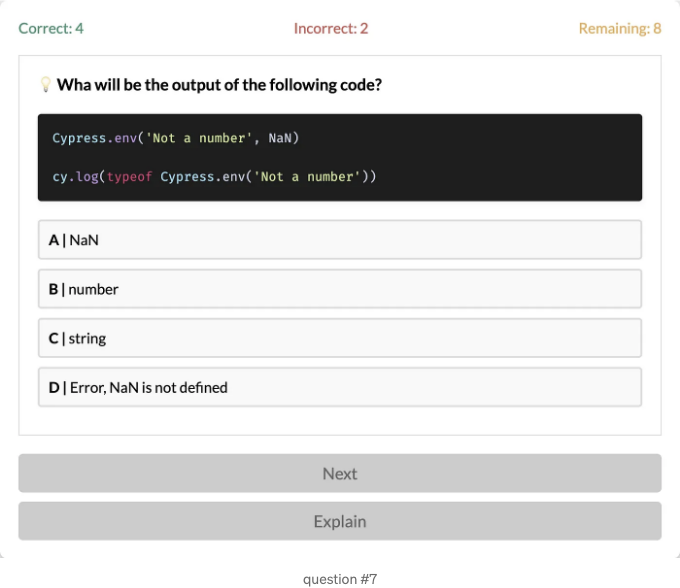 Correct: 4
Incorrect: 2
Remaining: 8
Wha will be the output of the following code?
Cypress.env('Not a number', NaN)
cy.log(typeof Cypress.env('Not a number'))
A | NaN
B | number
C | string
D | Error, NaN is not defined
Next
Explain
question #7